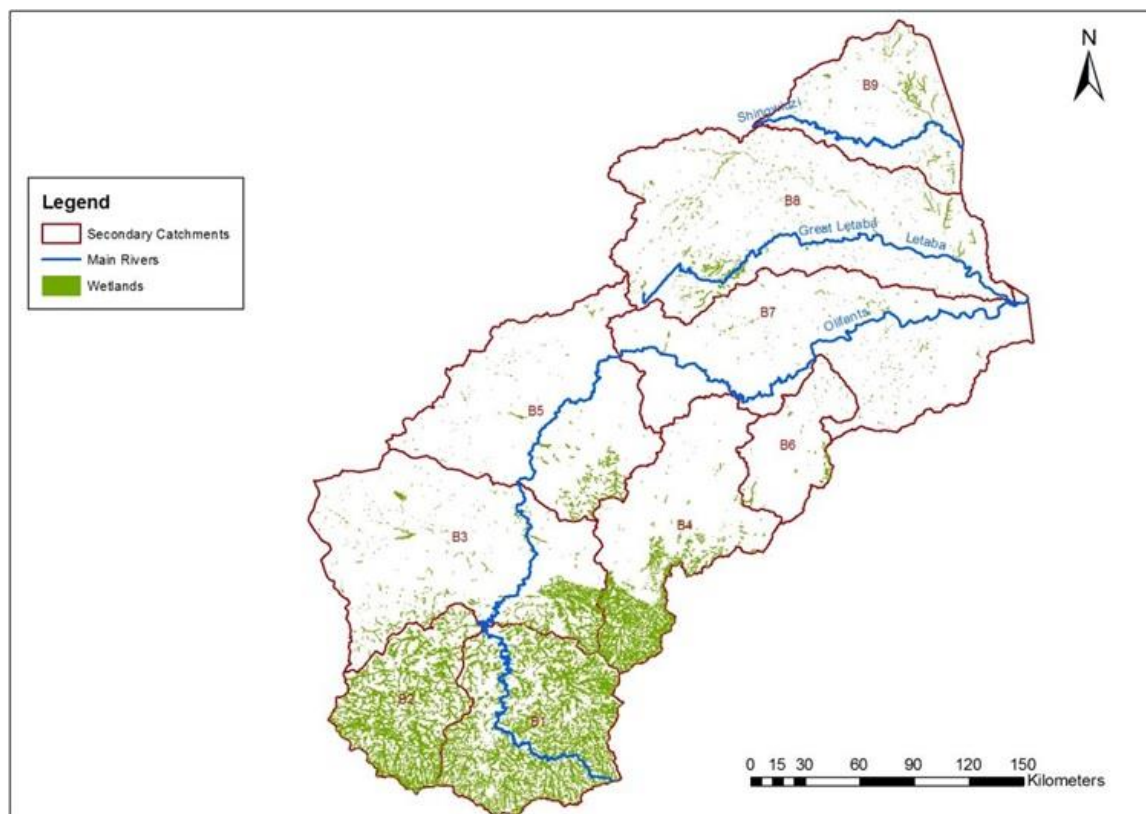 N
B9
Shingwidzi
Legend
Secondary Catchments
Main Rivers
Wetlands
B8
Great Letaba
Letaba
B7
Olifants
B5
B6
B4
B3
B2
B1
0 15 30 60 90 120 150
Kilometers